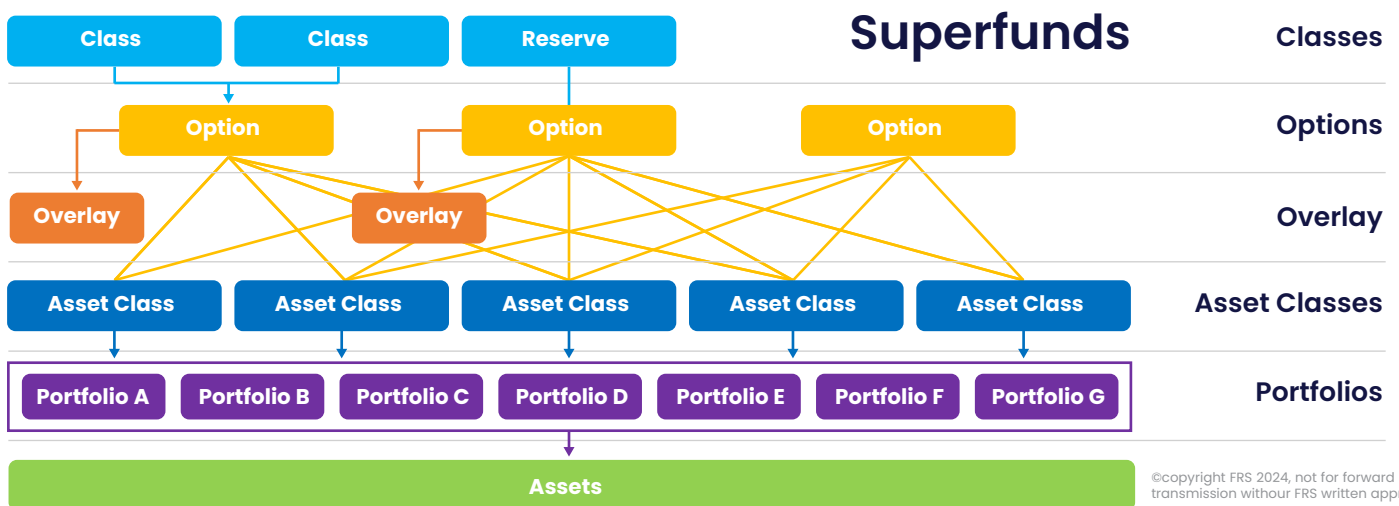 Superfunds
Class
Class
Reserve
Classes
Option
Option
Option
Options
Overlay
Overlay
Overlay
Asset Class
Asset Class
Asset Class
Asset Class
Asset Class
Asset Classes
Portfolio A
Portfolio B
Portfolio C
Portfolio D
Portfolio E
Portfolio F
Portfolio G
Portfolios
Assets
©copyright FRS 2024, not for forward
transmission withour FRS written